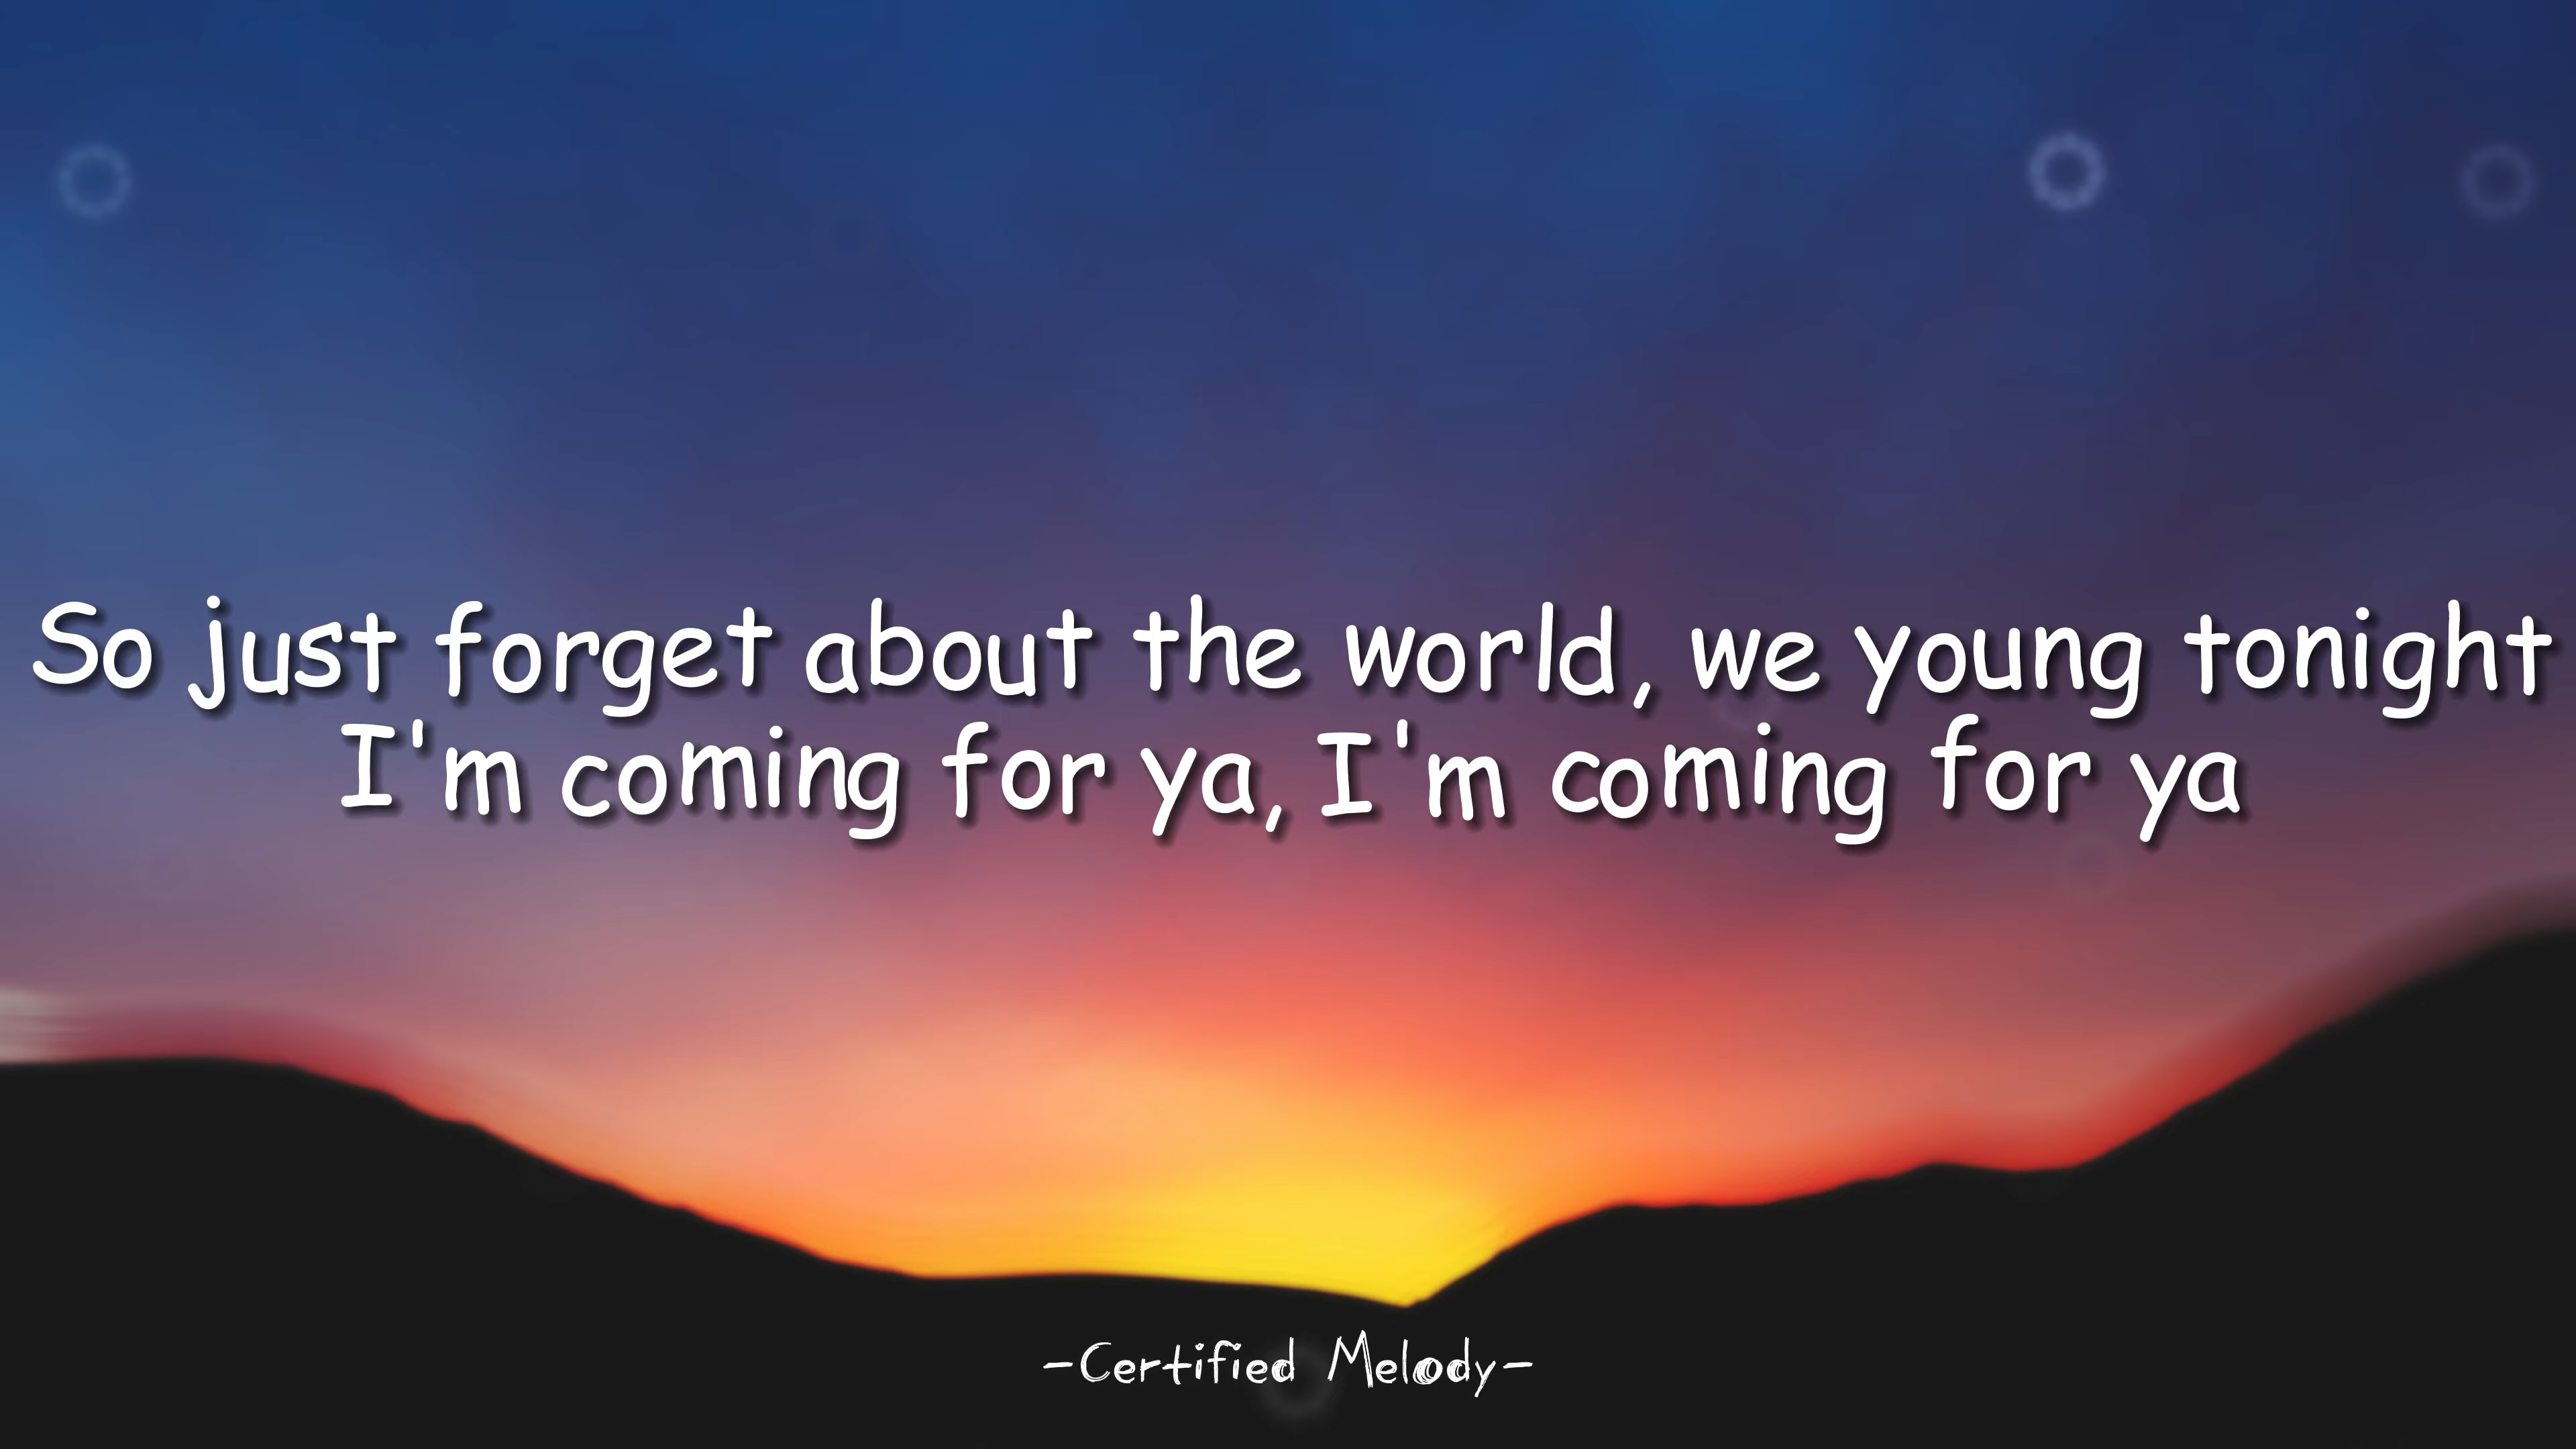 So just forget about the world, we young tonight
I'm coming for ya, I'm coming for ya
-Certified Melody-